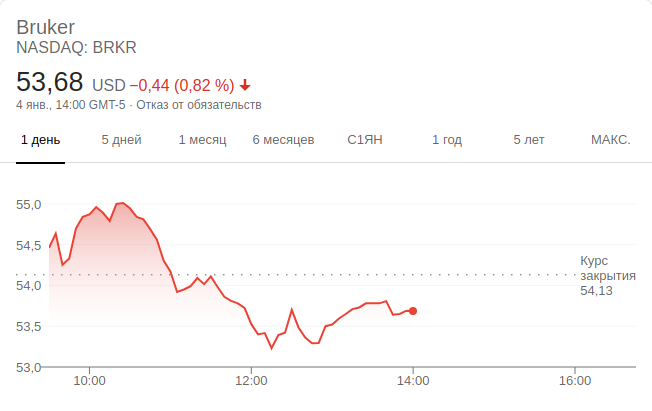 Bruker
NASDAQ: BRKR
53,68 USD −0,44 (0,82 %)
4 янв., 14:00 GMT-5 · Отказ от обязательств
1 день 5 дней 1 месяц 6 месяцев С1ЯН 1 год 5 лет МАКС.
55,0
54,5
Курс
закрытия
54,13
54,0
53,5
53,0
10:00 12:00 14:00 16:00